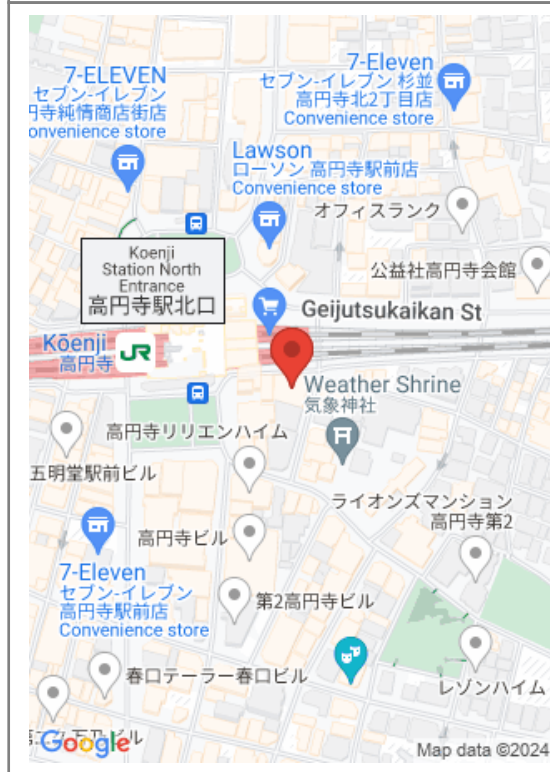 7-ELEVEN
セブン-イレブン
円寺純情商店街店
onvenience store
7-Eleven
セブン-イレブン 杉並
高円寺北2丁目店
Convenience store
Lawson
ローソン 高円寺駅前店
Convenience store
オフィスランク
公益社高円寺会館
Koenji
Station North
Entrance
高円寺駅北口
Geijutsukaikan St
Kōenji
高円寺
JR
Weather Shrine
気象神社
高円寺リリエンハイム
五明堂駅前ビル
ライオンズマンション
高円寺第2
高円寺ビル
7-Eleven
セブン-イレブン
高円寺駅前店
Convenience store
第2高円寺ビル
春口テーラー春口ビル
レゾンハイム
ビル
Google
Map data ©2024